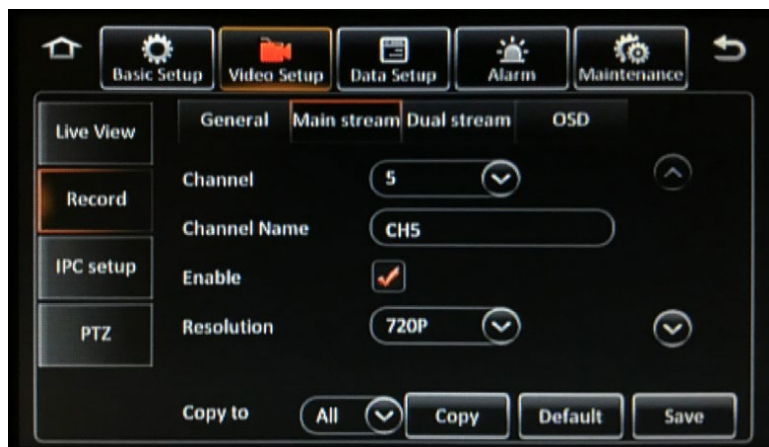 Basic Setup Video Setup Data Setup Alarm Maintenance
Live View
Record
IPC setup
PTZ
General Main stream Dual stream OSD
Channel 5
Channel Name CH5
Enable
Resolution 720P
Copy to All Copy Default Save